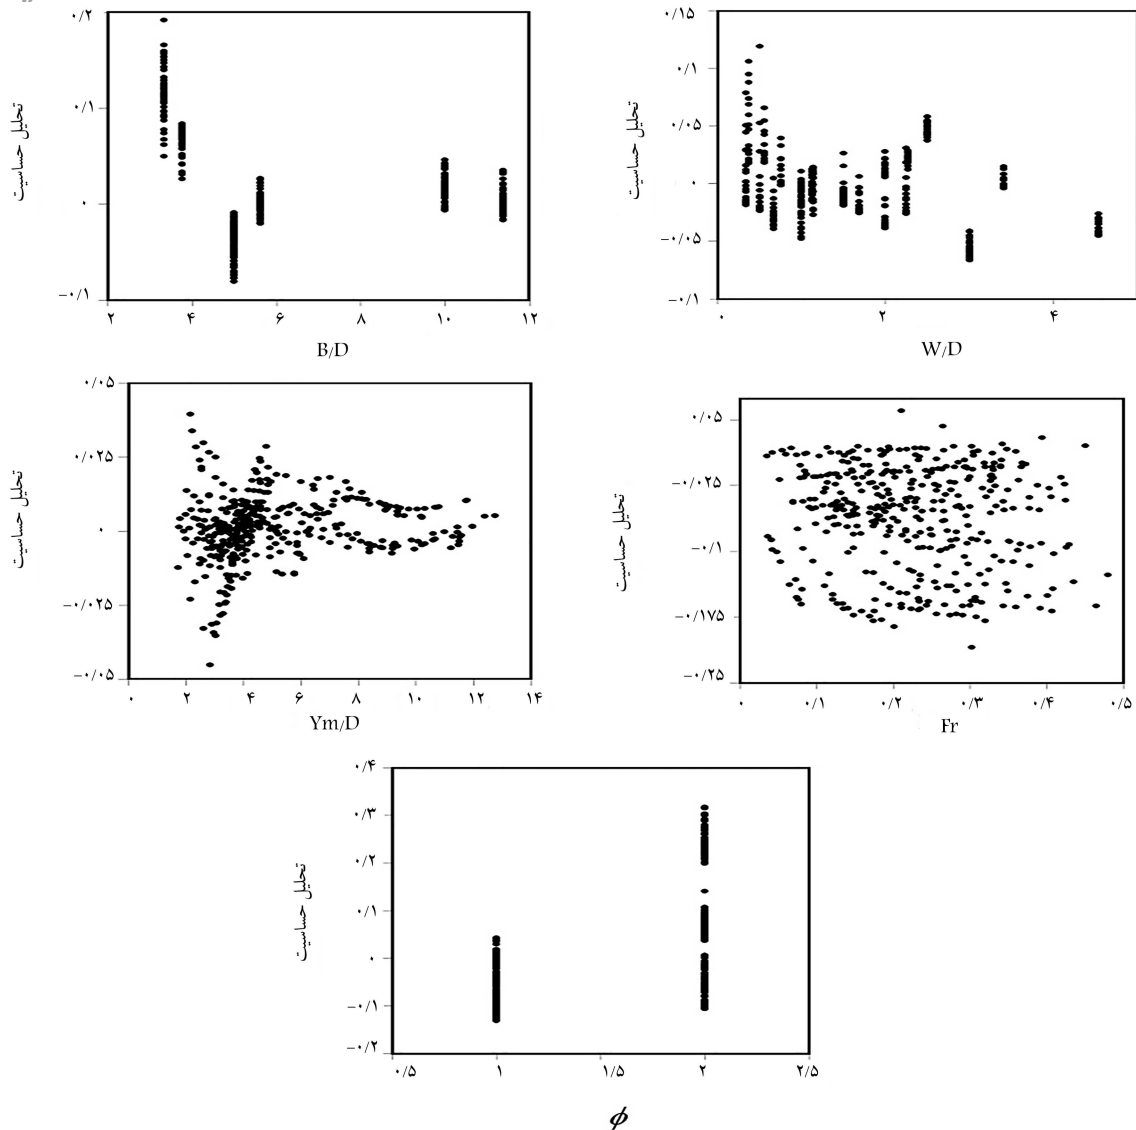 تحلیل حساسیت
۰/۲
۰/۱
۰
−۰/۱
۲ ۴ ۶ ۸ ۱۰ ۱۲
B/D
تحلیل حساسیت
۰/۱۵
۰/۱
۰/۰۵
۰
−۰/۰۵
−۰/۱
۰ ۲ ۴
W/D
تحلیل حساسیت
۰/۰۵
۰/۰۲۵
۰
−۰/۰۲۵
−۰/۰۵
۰ ۲ ۴ ۶ ۸ ۱۰ ۱۲ ۱۴
Ym/D
تحلیل حساسیت
۰/۰۵
−۰/۰۲۵
−۰/۱
−۰/۱۷۵
−۰/۲۵
۰ ۰/۱ ۰/۲ ۰/۳ ۰/۴ ۰/۵
Fr
تحلیل حساسیت
۰/۴
۰/۳
۰/۲
۰/۱
۰
−۰/۱
−۰/۲
۰/۵ ۱ ۱/۵ ۲ ۲/۵
ϕ